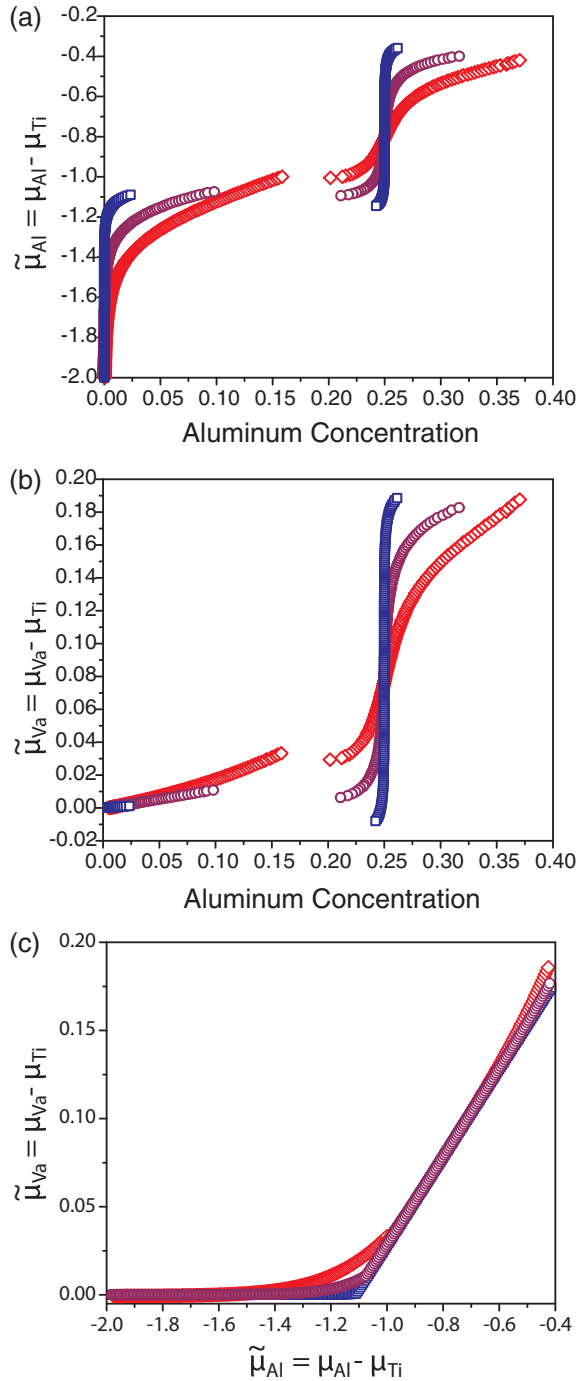 (a)
-0.2
-0.4
-0.6
-0.8
-1.0
-1.2
-1.4
-1.6
-1.8
-2.0
μ̃Al = μAl - μTi
0.00 0.05 0.10 0.15 0.20 0.25 0.30 0.35 0.40
Aluminum Concentration
(b)
0.20
0.18
0.16
0.14
0.12
0.10
0.08
0.06
0.04
0.02
0.00
-0.02
μ̃Va = μVa- μTi
0.00 0.05 0.10 0.15 0.20 0.25 0.30 0.35 0.40
Aluminum Concentration
(c)
0.20
0.15
0.10
0.05
0.00
μ̃Va = μVa- μTi
-2.0 -1.8 -1.6 -1.4 -1.2 -1.0 -0.8 -0.6 -0.4
μ̃Al = μAl - μTi